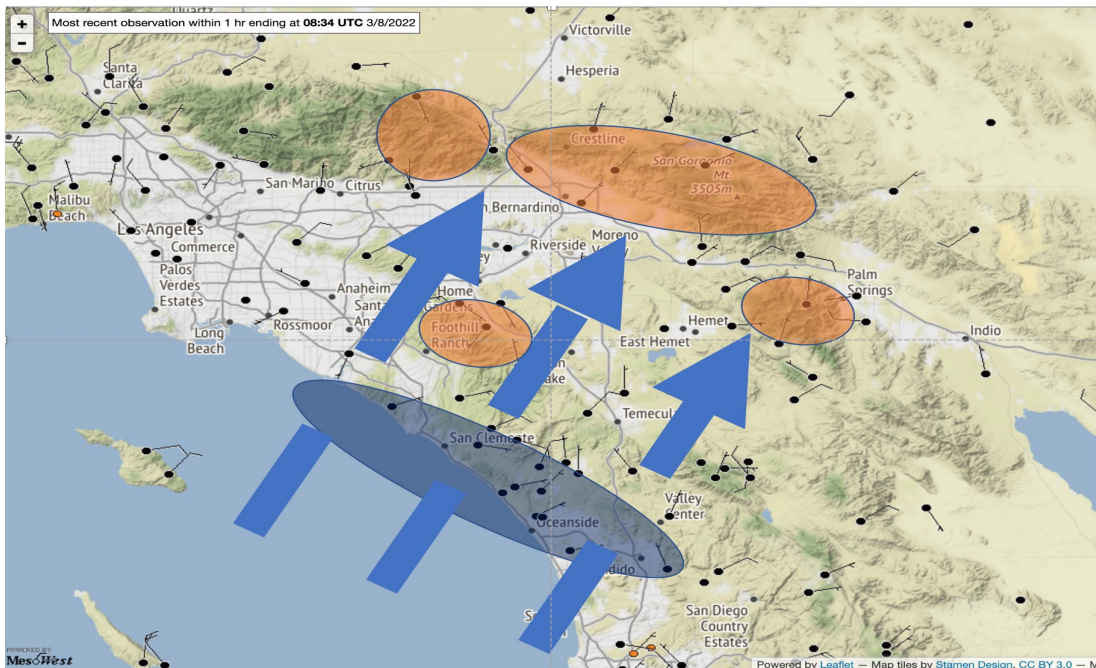 Quartz
+
-
Most recent observation within 1 hr ending at 08:34 UTC 3/8/2022
Victorville
Hesperia
Santa
Clarita
Crestline
San Gorgonio
Mt.
3505m
San Marino
Citrus
Malibu
Beach
Bernardino
Los Angeles
Commerce
Riverside
Moreno
Palos
Verdes
Estates
Anaheim
Home
Gardens
Palm
Springs
Long
Beach
Rossmoor
Foothill
Ranch
Hemet
East Hemet
Indio
Temecula
San Clemente
Valley
Center
Oceanside
San Diego
Country
Estates
POWERED BY
MesoWest
Powered by Leaflet — Map tiles by Stamen Design, CC BY 3.0 — M